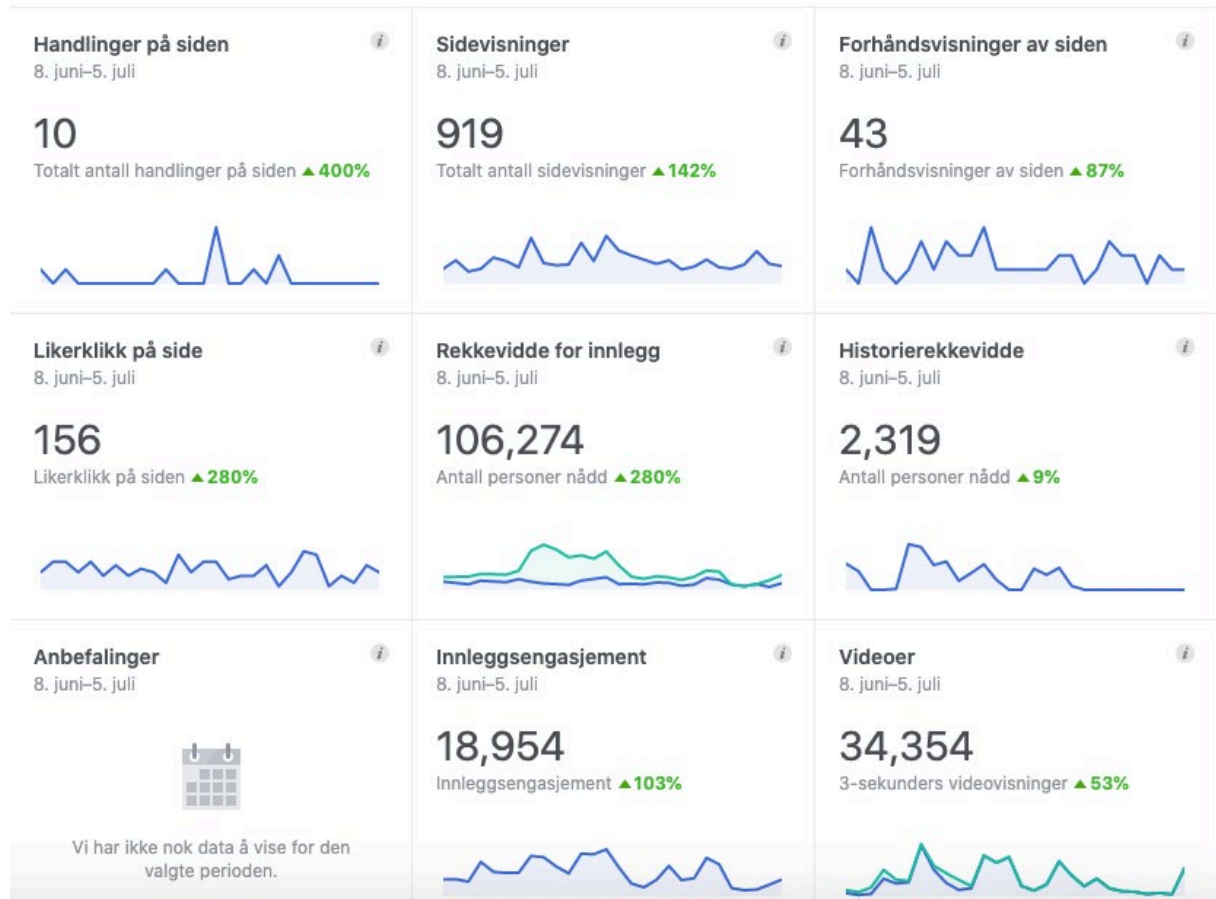 Handlinger på siden
8. juni–5. juli
10
Totalt antall handlinger på siden ▲ 400%
Sidevisninger
8. juni–5. juli
919
Totalt antall sidevisninger ▲ 142%
Forhåndsvisninger av siden
8. juni–5. juli
43
Forhåndsvisninger av siden ▲ 87%
Likerklikk på side
8. juni–5. juli
156
Likerklikk på siden ▲ 280%
Rekkevidde for innlegg
8. juni–5. juli
106,274
Antall personer nådd ▲ 280%
Historierekkevidde
8. juni–5. juli
2,319
Antall personer nådd ▲ 9%
Anbefalinger
8. juni–5. juli
Vi har ikke nok data å vise for den
valgte perioden.
Innleggsengasjement
8. juni–5. juli
18,954
Innleggsengasjement ▲ 103%
Videoer
8. juni–5. juli
34,354
3-sekunders videovisninger ▲ 53%